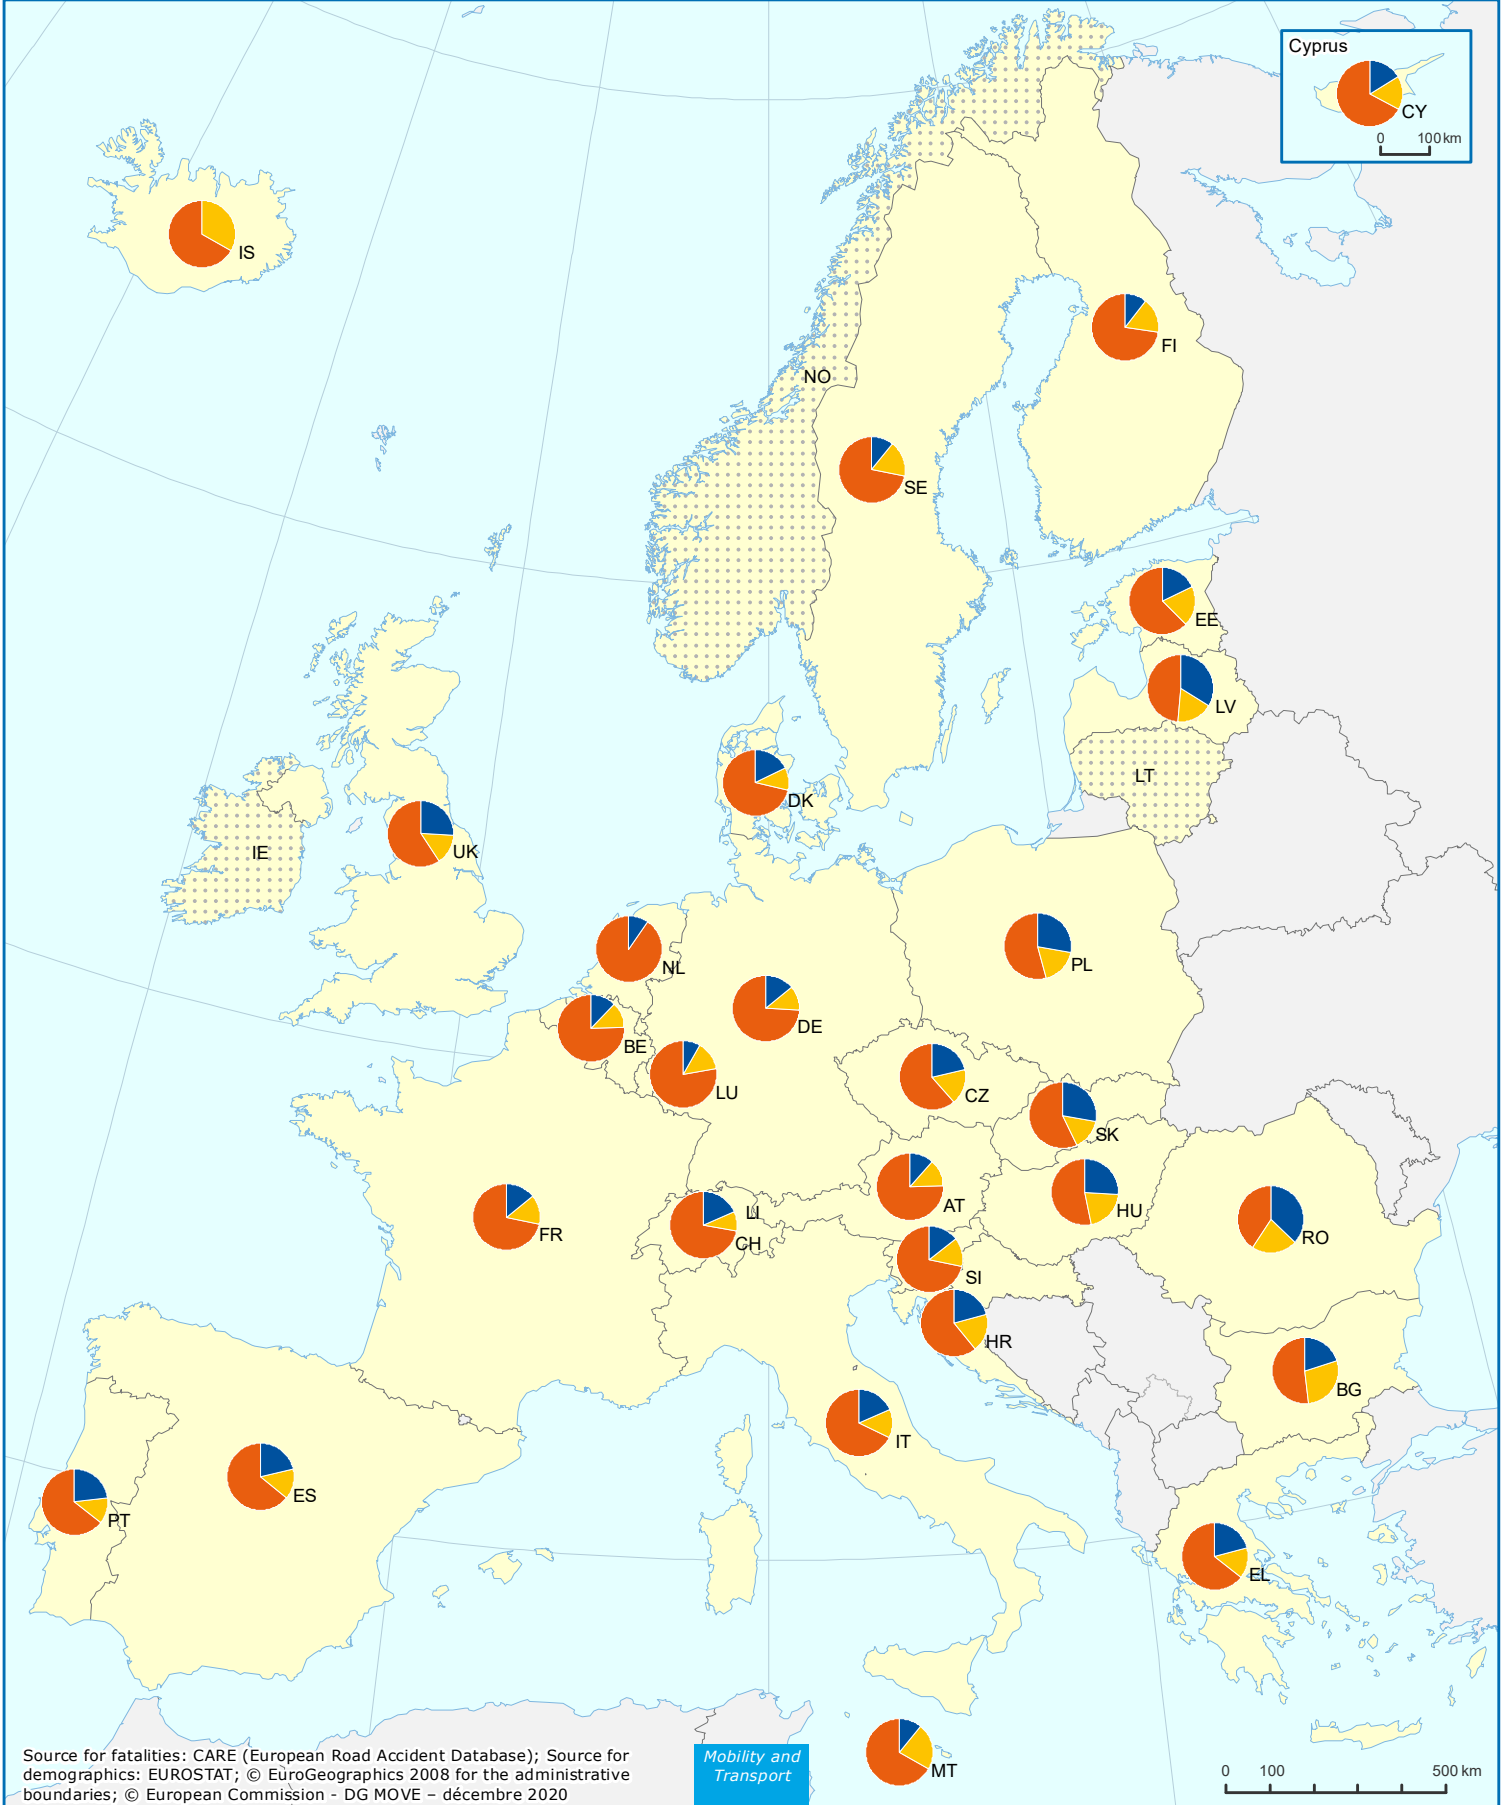 Cyprus
CY
0 100 km
IS
FI
NO
SE
EE
LV
LT
DK
IE
UK
NL
PL
DE
BE
LU
CZ
SK
AT
HU
LI
CH
FR
RO
SI
HR
BG
IT
ES
PT
EL
MT
Source for fatalities: CARE (European Road Accident Database); Source for
demographics: EUROSTAT; © EuroGeographics 2008 for the administrative
boundaries; © European Commission - DG MOVE – décembre 2020
Mobility and
Transport
0 100 500 km